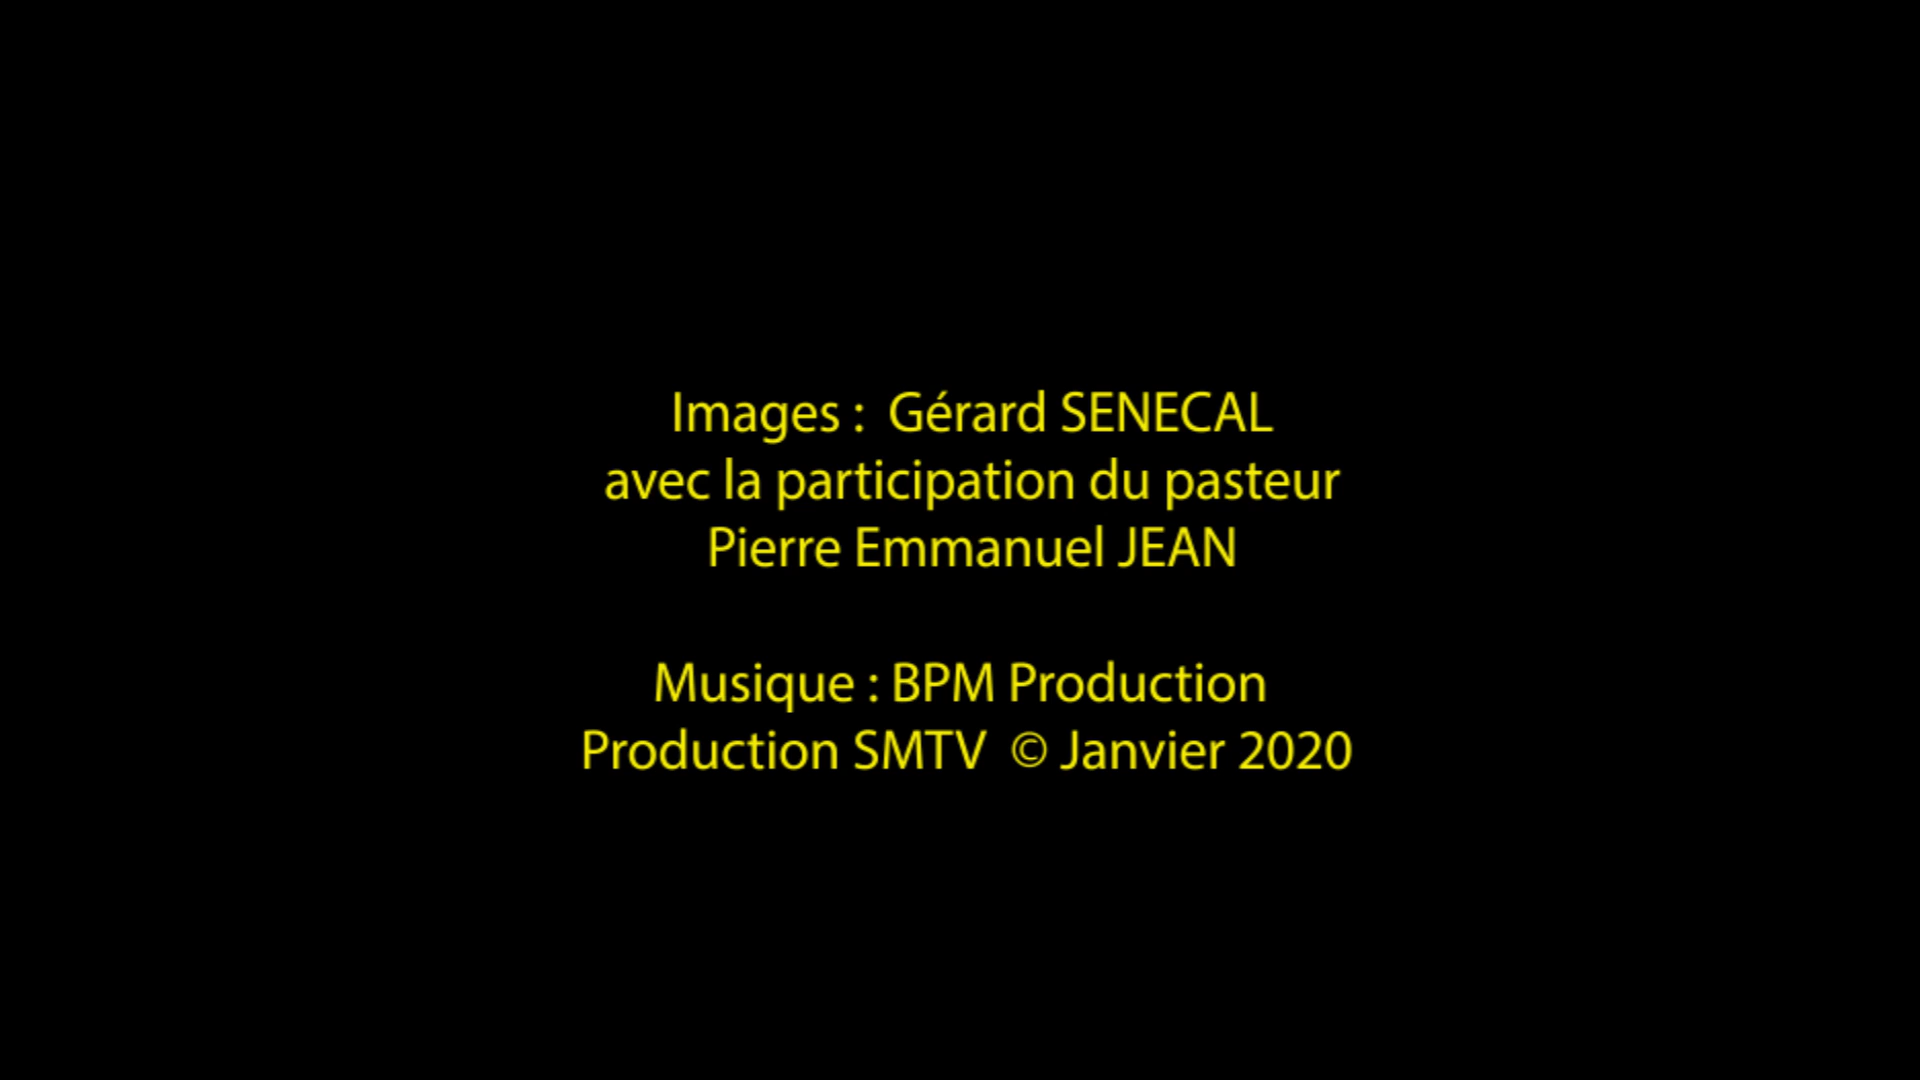 Images :  Gérard SENECAL
avec la participation du pasteur
Pierre Emmanuel JEAN
Musique : BPM Production
Production SMTV  © Janvier 2020